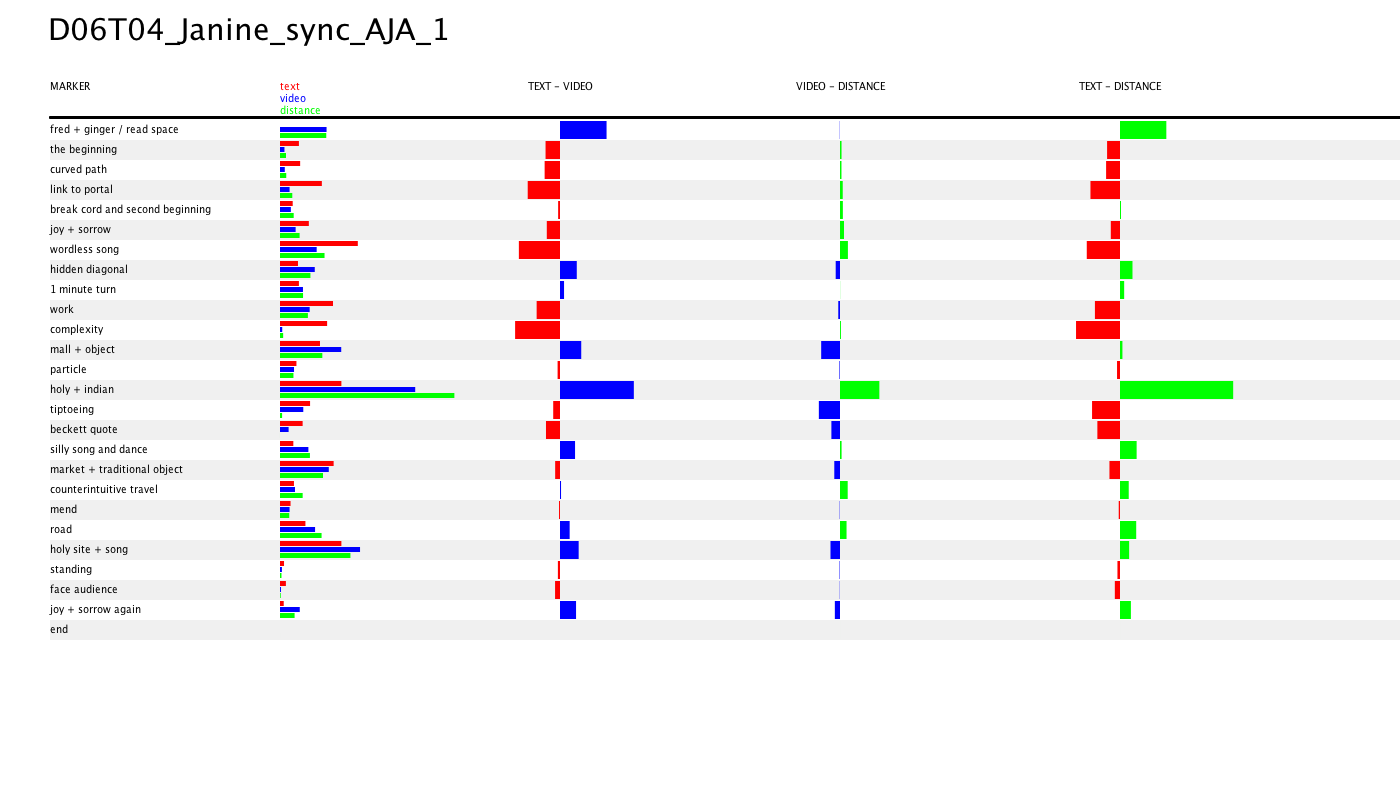 D06T04_Janine_sync_AJA_1
MARKER
text
video
distance
TEXT – VIDEO
VIDEO – DISTANCE
TEXT – DISTANCE
fred + ginger / read space
the beginning
curved path
link to portal
break cord and second beginning
joy + sorrow
wordless song
hidden diagonal
1 minute turn
work
complexity
mall + object
particle
holy + indian
tiptoeing
beckett quote
silly song and dance
market + traditional object
counterintuitive travel
mend
road
holy site + song
standing
face audience
joy + sorrow again
end